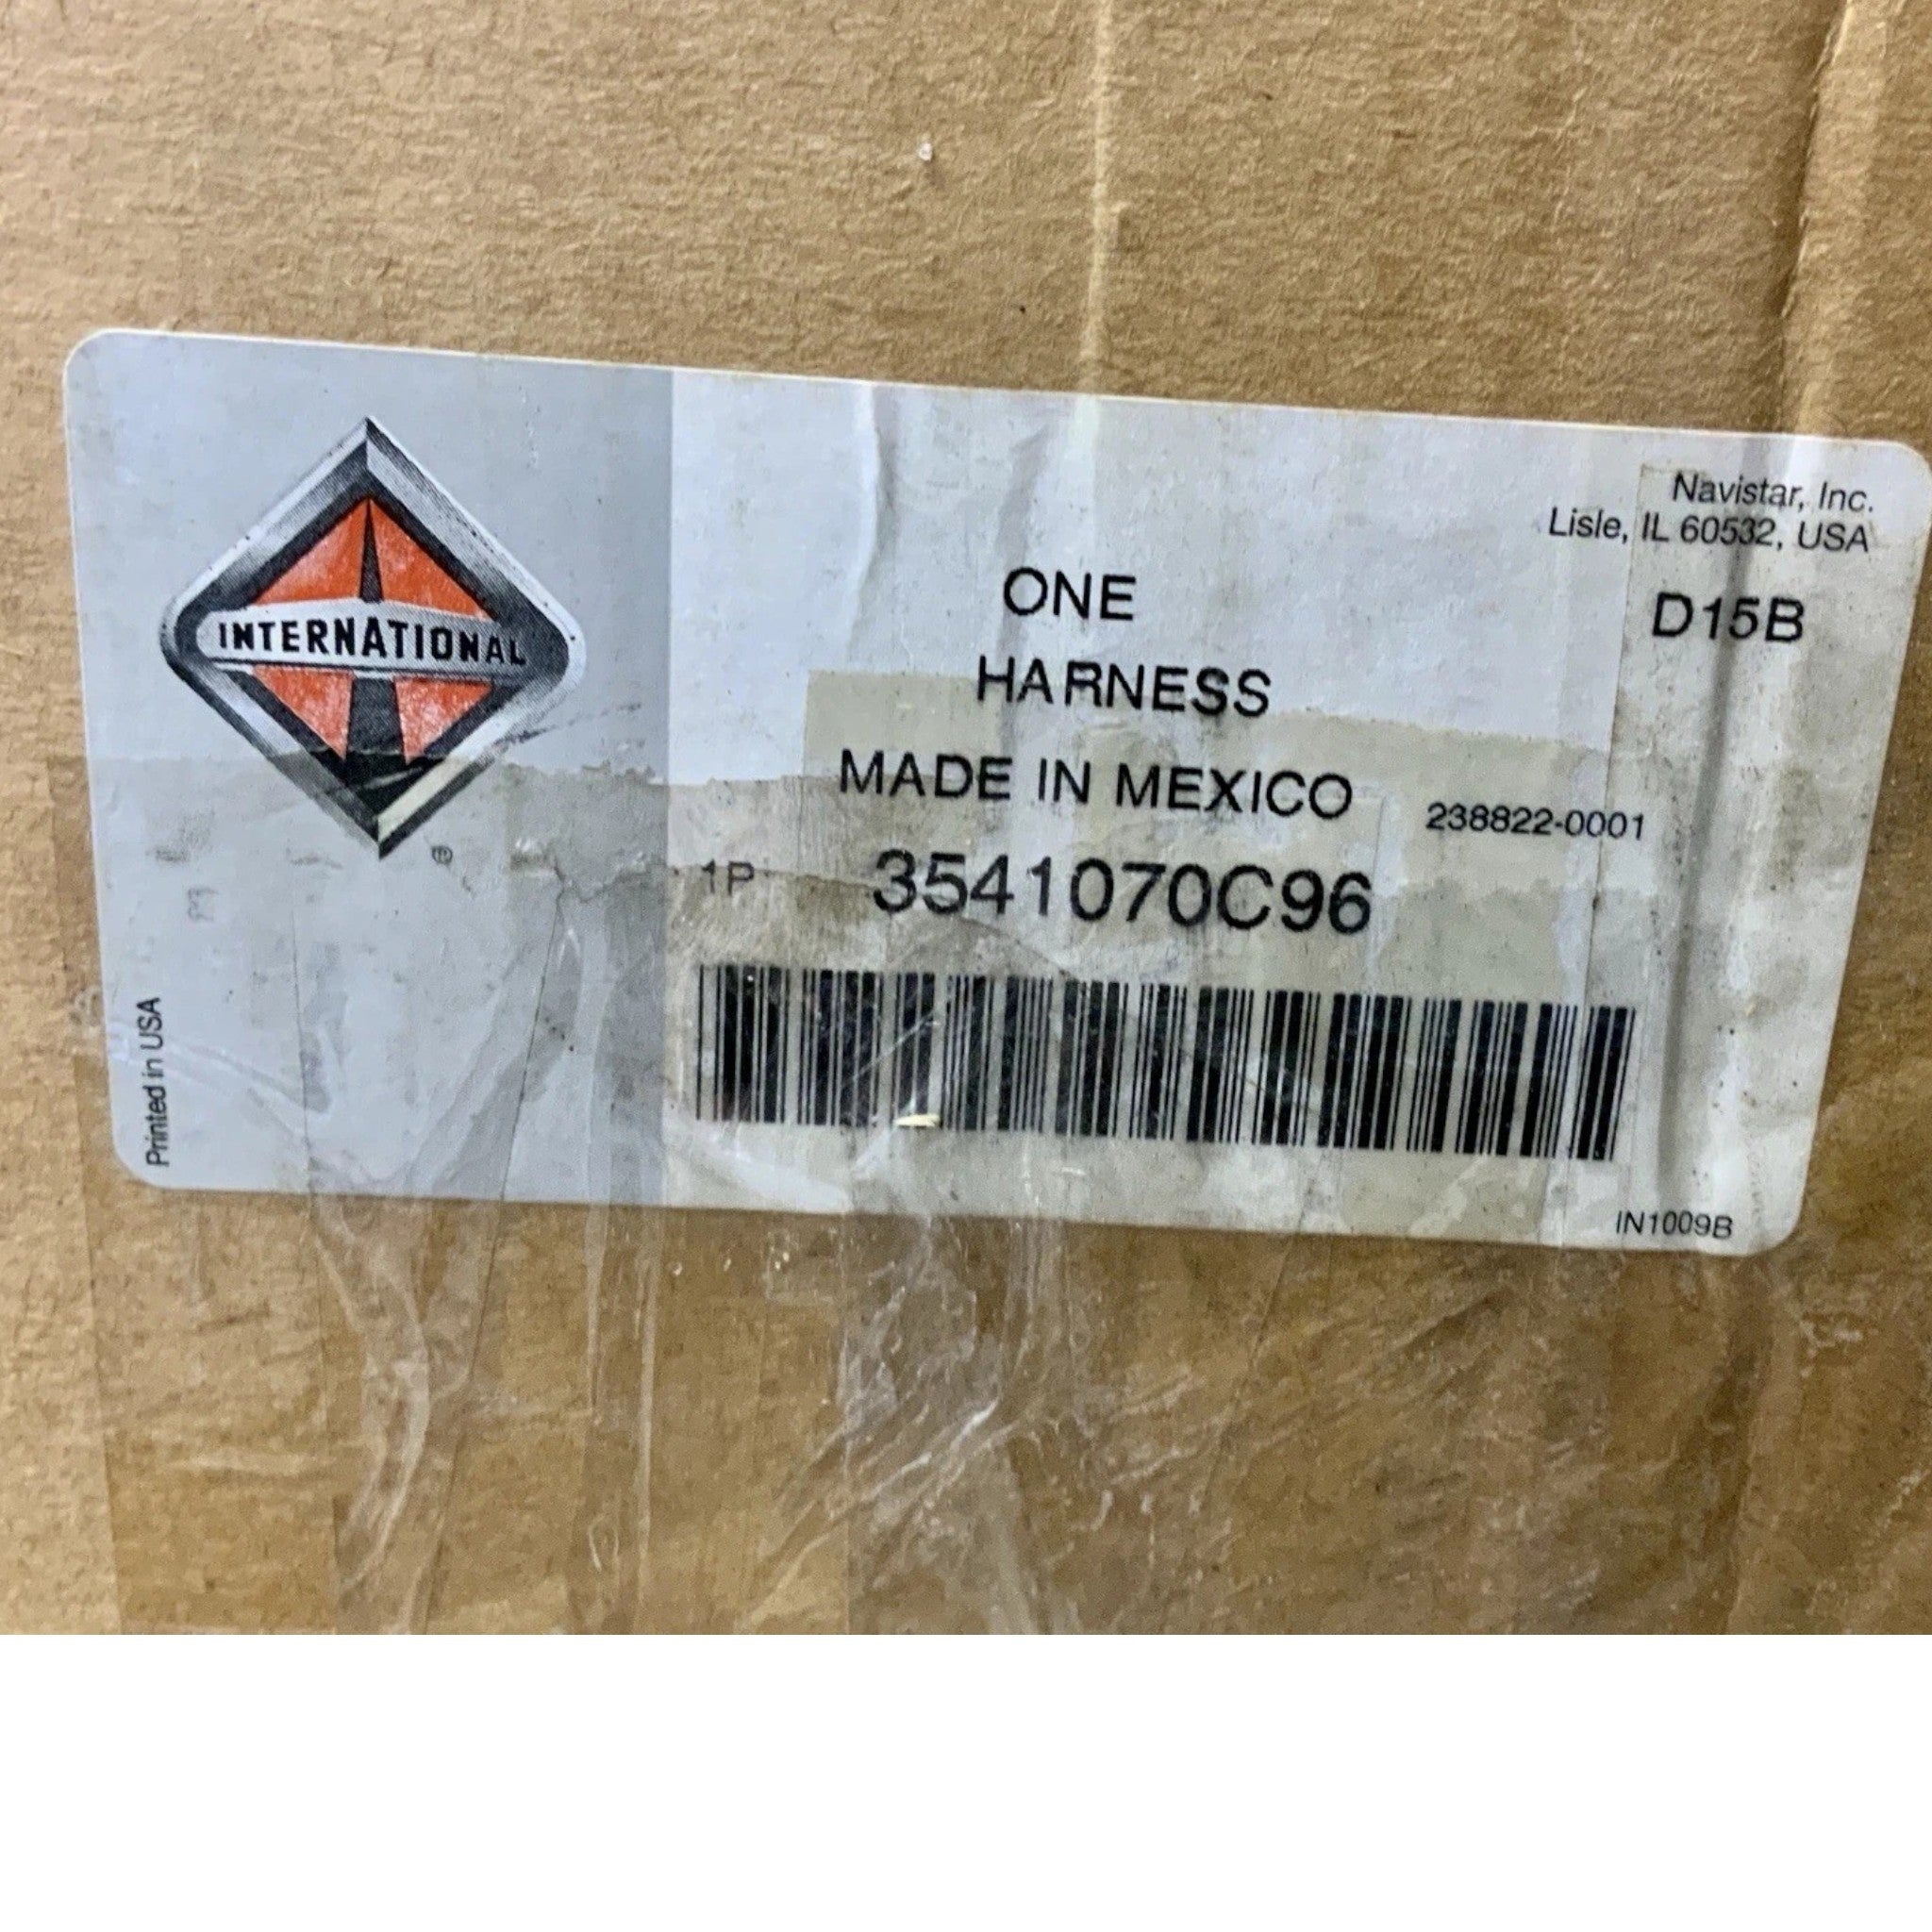 INTERNATIONAL
®
Navistar, Inc.
Lisle, IL 60532, USA
D15B
ONE
HARNESS
MADE IN MEXICO
238822-0001
1P 3541070C96
Printed in USA
IN1009B